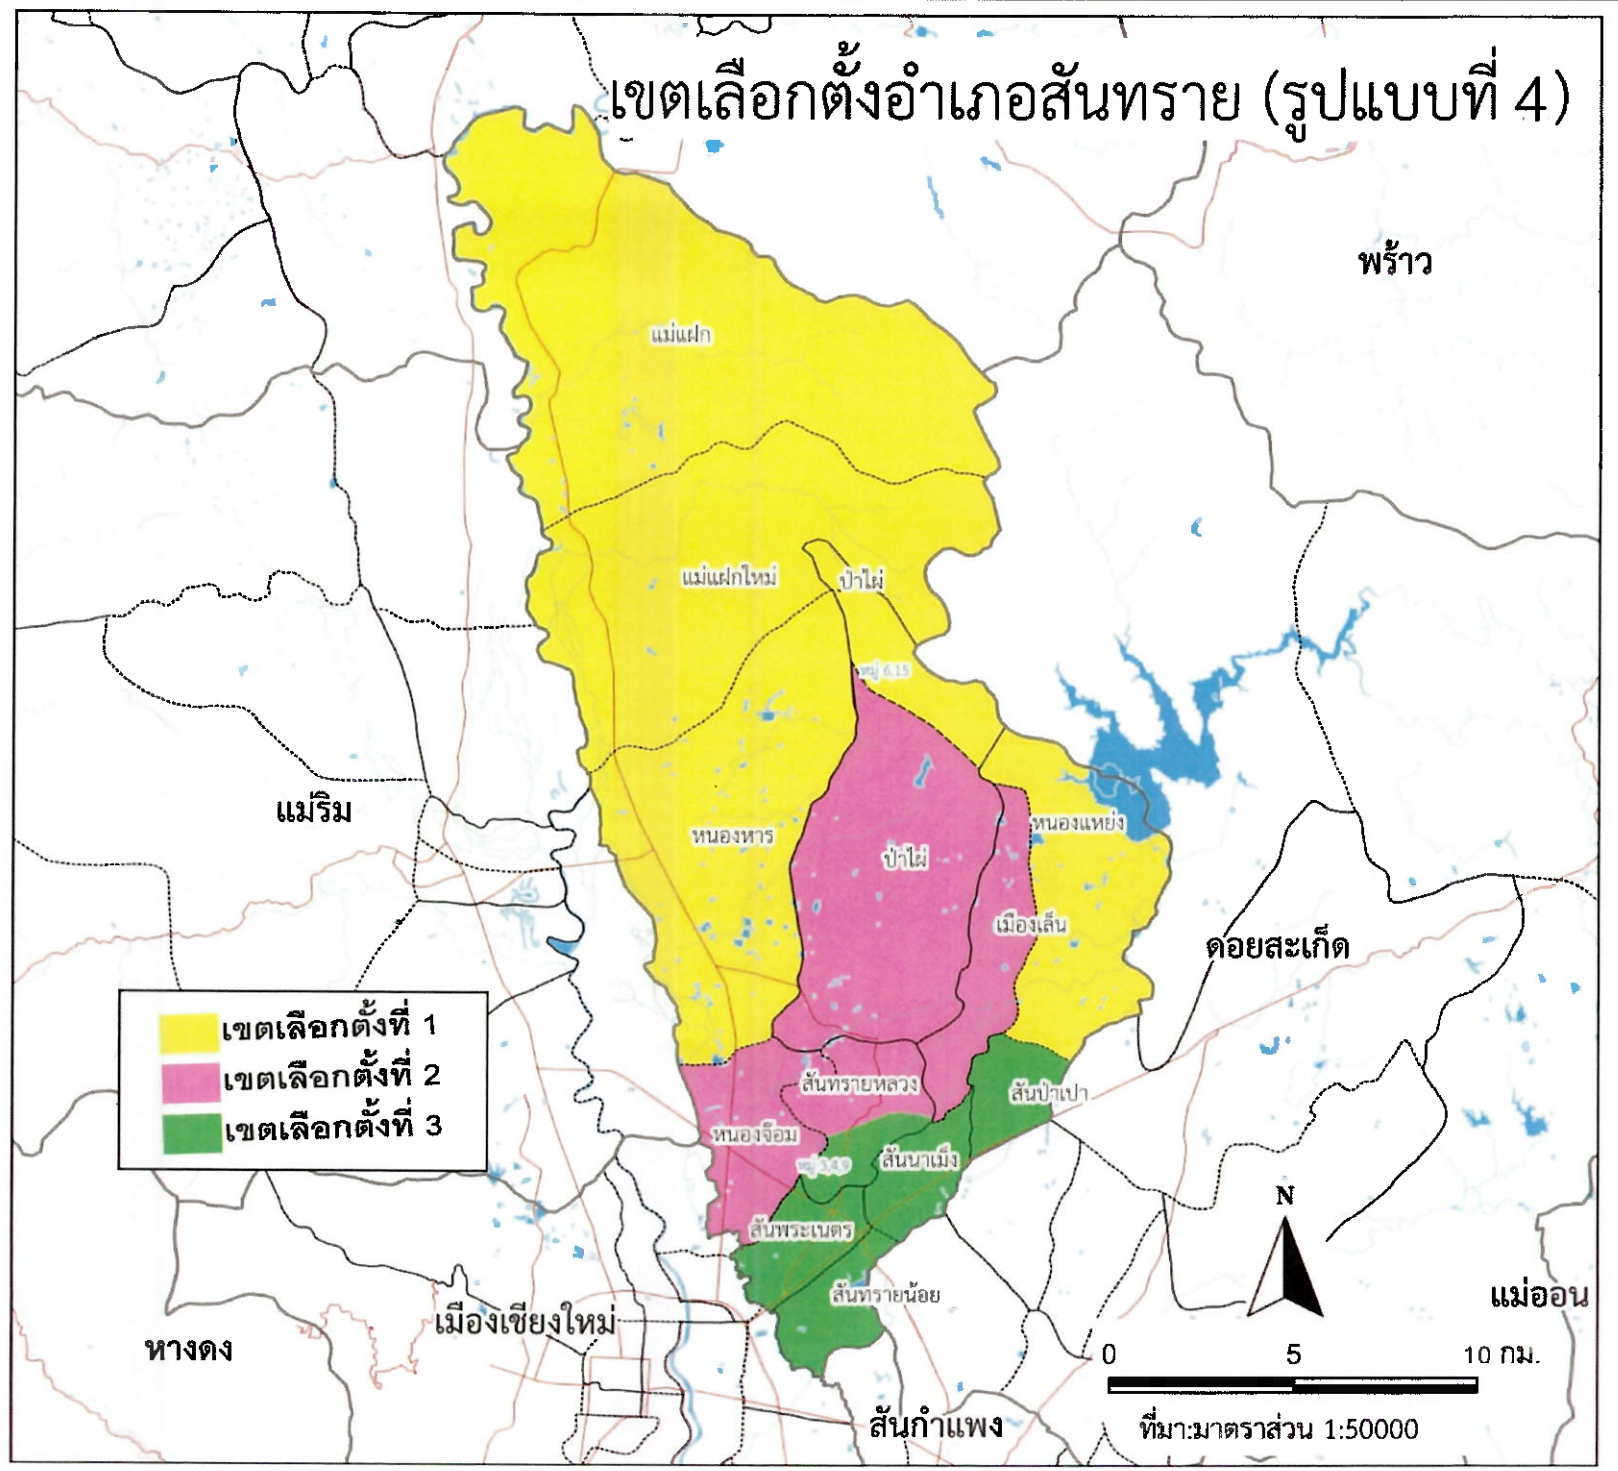 เขตเลือกตั้งอำเภอสันทราย (รูปแบบที่ 4)
พร้าว
แม่แฝก
แม่แฝกใหม่
ป่าไผ่
หมู่ 6,15
แม่ริม
หนองหาร
หนองแหย่ง
ป่าไผ่
เมืองเล็น
ดอยสะเก็ด
เขตเลือกตั้งที่ 1
เขตเลือกตั้งที่ 2
เขตเลือกตั้งที่ 3
สันทรายหลวง
สันป่าเปา
หนองจ๊อม
หมู่ 3,4,9
สันนาเม็ง
สันพระเนตร
N
สันทรายน้อย
แม่ออน
เมืองเชียงใหม่
หางดง
0 5 10 กม.
สันกำแพง
ที่มา:มาตราส่วน 1:50000